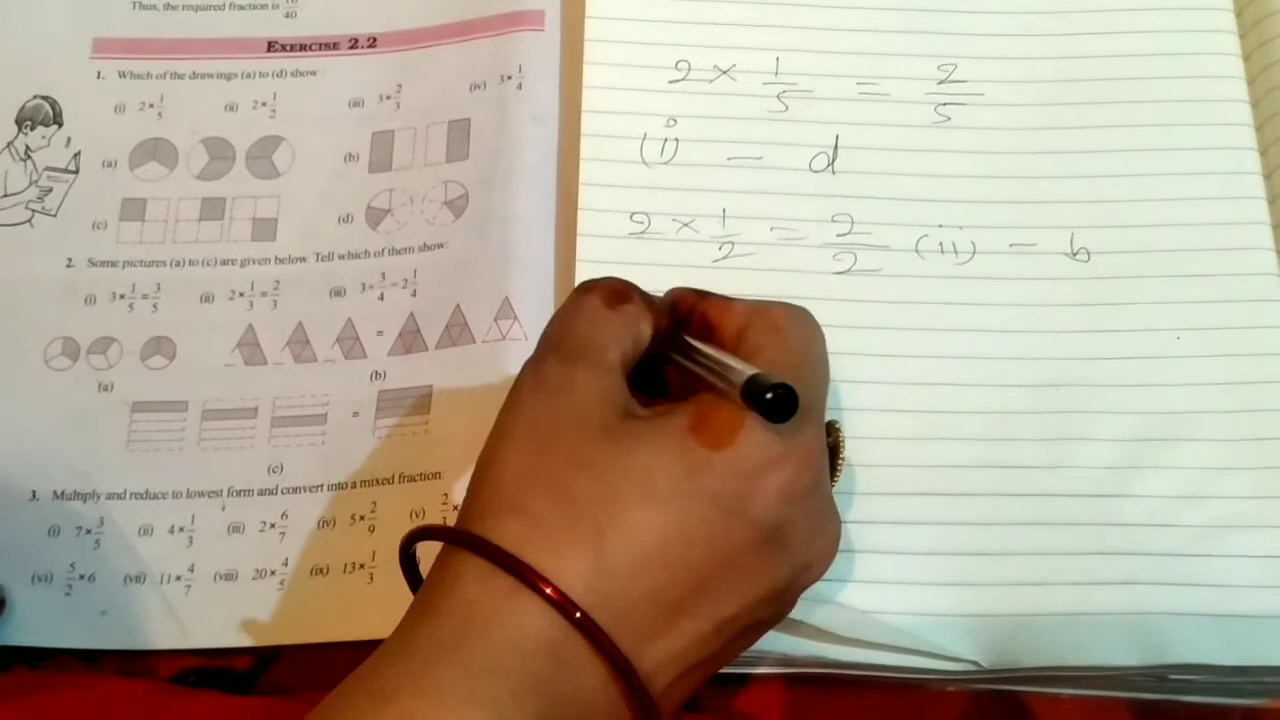 Thus, the required fraction is 10/40
EXERCISE 2.2
1. Which of the drawings (a) to (d) show
(i) 2 × 1/5 (ii) 2 × 1/2 (iii) 3 × 2/3 (iv) 3 × 1/4
(a) (b)
(c) (d)
2. Some pictures (a) to (c) are given below. Tell which of them show:
(i) 3 × 1/5 = 3/5 (ii) 2 × 1/3 = 2/3 (iii) 3 × 3/4 = 2 1/4
=
(a) (b)
=
(c)
3. Multiply and reduce to lowest form and convert into a mixed fraction:
(i) 7 × 3/5 (ii) 4 × 1/3 (iii) 2 × 6/7 (iv) 5 × 2/9 (v) 2/3 ×
(vi) 5/2 × 6 (vii) 11 × 4/7 (viii) 20 × 4/5 (ix) 13 × 1/3
2 × 1/5 = 2/5
(i) – d
2 × 1/2 = 2/2 (ii) – b